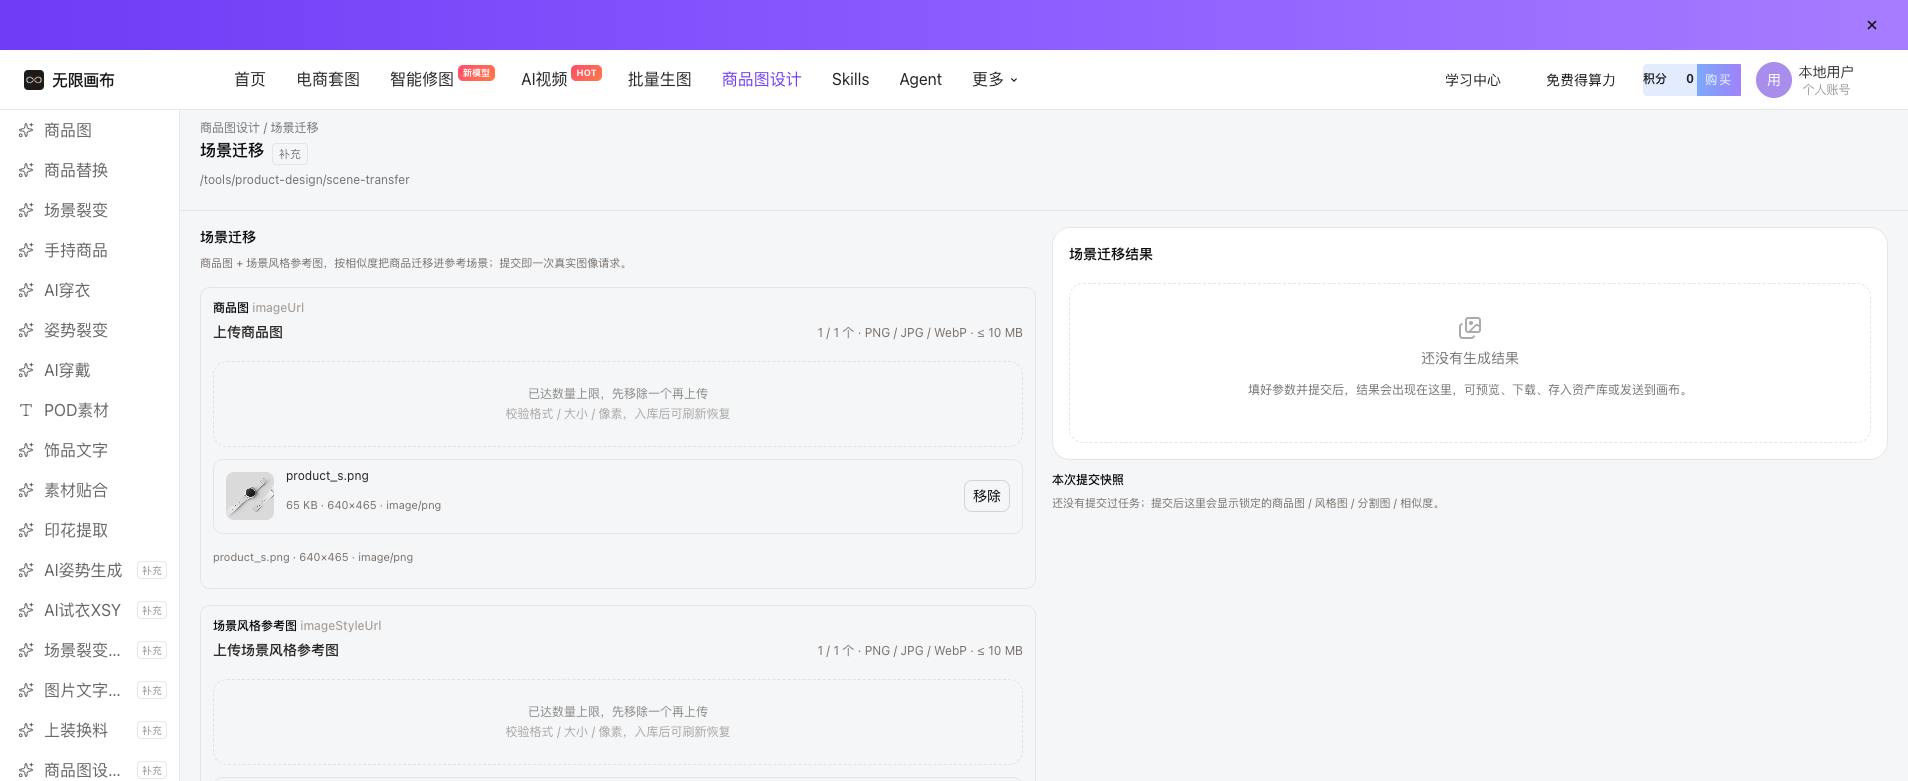 ×
无限画布
首页 电商套图 智能修图 新模型 AI视频 HOT 批量生图 商品图设计 Skills Agent 更多
学习中心 免费得算力 积分 0 购买 用 本地用户
个人账号
商品图
商品替换
场景裂变
手持商品
AI穿衣
姿势裂变
AI穿戴
POD素材
饰品文字
素材贴合
印花提取
AI姿势生成 补充
AI试衣XSY 补充
场景裂变... 补充
图片文字... 补充
上装换料 补充
商品图设... 补充
商品图设计 / 场景迁移
场景迁移 补充
/tools/product-design/scene-transfer
场景迁移
商品图 + 场景风格参考图，按相似度把商品迁移进参考场景；提交即一次真实图像请求。
商品图 imageUrl
上传商品图 1 / 1 个 · PNG / JPG / WebP · ≤ 10 MB
已达数量上限，先移除一个再上传
校验格式 / 大小 / 像素，入库后可刷新恢复
product_s.png
65 KB · 640×465 · image/png
移除
product_s.png · 640×465 · image/png
场景风格参考图 imageStyleUrl
上传场景风格参考图 1 / 1 个 · PNG / JPG / WebP · ≤ 10 MB
已达数量上限，先移除一个再上传
校验格式 / 大小 / 像素，入库后可刷新恢复
场景迁移结果
还没有生成结果
填好参数并提交后，结果会出现在这里，可预览、下载、存入资产库或发送到画布。
本次提交快照
还没有提交过任务；提交后这里会显示锁定的商品图 / 风格图 / 分割图 / 相似度。